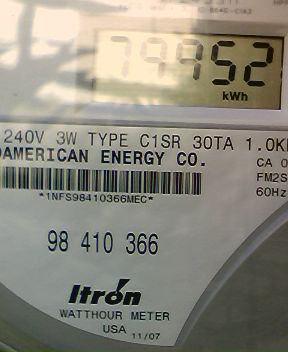 79952
kWh
240V 3W TYPE C1SR 30TA 1.0K
DAMERICAN ENERGY CO.
CA 0
FM2S
60Hz
*1NFS98410366MEC*
98 410 366
Itron
WATTHOUR METER
USA 11/07